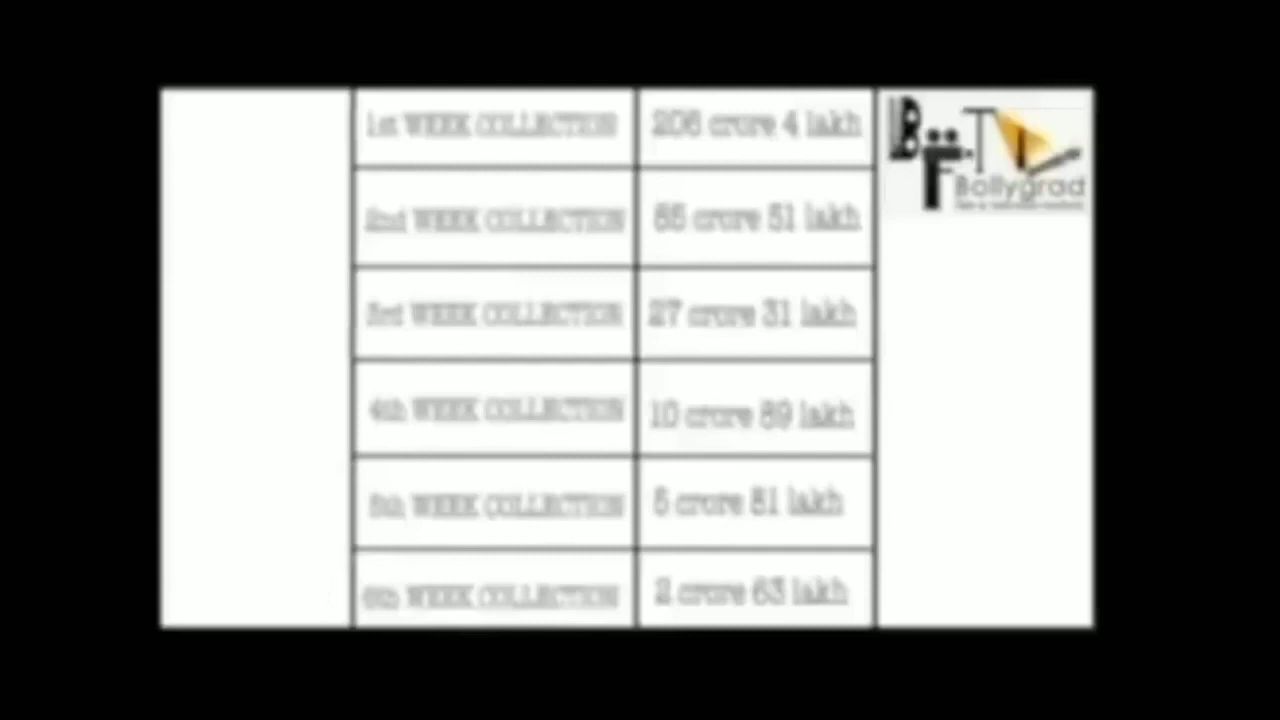 1st WEEK COLLECTION 206 crore 4 lakh
2nd WEEK COLLECTION 85 crore 51 lakh
3rd WEEK COLLECTION 27 crore 31 lakh
4th WEEK COLLECTION 10 crore 89 lakh
5th WEEK COLLECTION 5 crore 81 lakh
6th WEEK COLLECTION 2 crore 63 lakh
Bollygrad